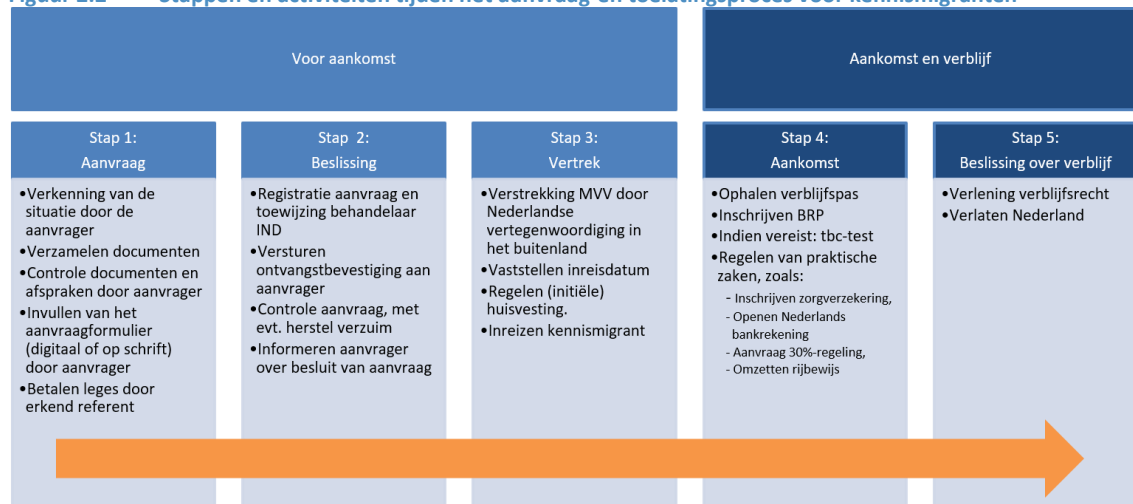 Figuur 2.2 Stappen en activiteiten tijden het aanvraag en toelatingsproces voor kennismigranten
Voor aankomst
Aankomst en verblijf
Stap 1:
Aanvraag
•Verkenning van de
situatie door de
aanvrager
•Verzamelen documenten
•Controle documenten en
afspraken door aanvrager
•Invullen van het
aanvraagformulier
(digitaal of op schrift)
door aanvrager
•Betalen leges door
erkend referent
Stap 2:
Beslissing
•Registratie aanvraag en
toewijzing behandelaar
IND
•Versturen
ontvangstbevestiging aan
aanvrager
•Controle aanvraag, met
evt. herstel verzuim
•Informeren aanvrager
over besluit van aanvraag
Stap 3:
Vertrek
•Verstrekking MVV door
Nederlandse
vertegenwoordiging in
het buitenland
•Vaststellen inreisdatum
•Regelen (initiële)
huisvesting.
•Inreizen kennismigrant
Stap 4:
Aankomst
•Ophalen verblijfspas
•Inschrijven BRP
•Indien vereist: tbc-test
•Regelen van praktische
zaken, zoals:
- Inschrijven zorgverzekering,
- Openen Nederlands
bankrekening
- Aanvraag 30%-regeling,
- Omzetten rijbewijs
Stap 5:
Beslissing over verblijf
•Verlening verblijfsrecht
•Verlaten Nederland